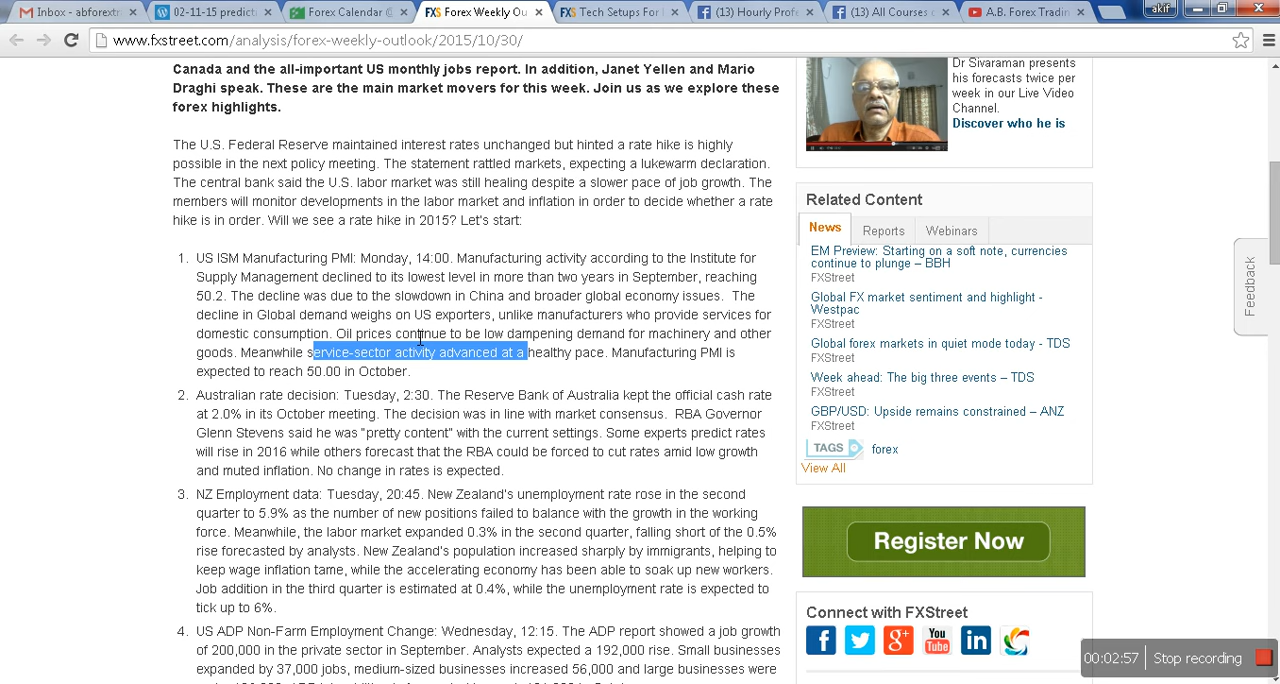 Inbox - abforextr
02-11-15 predicti
Forex Calendar @
Forex Weekly Ou
Tech Setups For
(13) Hourly Profe
(13) All Courses c
A.B. Forex Tradin
akif
www.fxstreet.com/analysis/forex-weekly-outlook/2015/10/30/
Canada and the all-important US monthly jobs report. In addition, Janet Yellen and Mario
Draghi speak. These are the main market movers for this week. Join us as we explore these
forex highlights.
The U.S. Federal Reserve maintained interest rates unchanged but hinted a rate hike is highly
possible in the next policy meeting. The statement rattled markets, expecting a lukewarm declaration.
The central bank said the U.S. labor market was still healing despite a slower pace of job growth. The
members will monitor developments in the labor market and inflation in order to decide whether a rate
hike is in order. Will we see a rate hike in 2015? Let's start:
1. US ISM Manufacturing PMI: Monday, 14:00. Manufacturing activity according to the Institute for
Supply Management declined to its lowest level in more than two years in September, reaching
50.2. The decline was due to the slowdown in China and broader global economy issues. The
decline in Global demand weighs on US exporters, unlike manufacturers who provide services for
domestic consumption. Oil prices continue to be low dampening demand for machinery and other
goods. Meanwhile service-sector activity advanced at a healthy pace. Manufacturing PMI is
expected to reach 50.00 in October.
2. Australian rate decision: Tuesday, 2:30. The Reserve Bank of Australia kept the official cash rate
at 2.0% in its October meeting. The decision was in line with market consensus. RBA Governor
Glenn Stevens said he was "pretty content" with the current settings. Some experts predict rates
will rise in 2016 while others forecast that the RBA could be forced to cut rates amid low growth
and muted inflation. No change in rates is expected.
3. NZ Employment data: Tuesday, 20:45. New Zealand's unemployment rate rose in the second
quarter to 5.9% as the number of new positions failed to balance with the growth in the working
force. Meanwhile, the labor market expanded 0.3% in the second quarter, falling short of the 0.5%
rise forecasted by analysts. New Zealand's population increased sharply by immigrants, helping to
keep wage inflation tame, while the accelerating economy has been able to soak up new workers.
Job addition in the third quarter is estimated at 0.4%, while the unemployment rate is expected to
tick up to 6%.
4. US ADP Non-Farm Employment Change: Wednesday, 12:15. The ADP report showed a job growth
of 200,000 in the private sector in September. Analysts expected a 192,000 rise. Small businesses
expanded by 37,000 jobs, medium-sized businesses increased 56,000 and large businesses were
Dr Sivaraman presents
his forecasts twice per
week in our Live Video
Channel.
Discover who he is
Related Content
News
Reports
Webinars
EM Preview: Starting on a soft note, currencies
continue to plunge – BBH
FXStreet
Global FX market sentiment and highlight -
Westpac
FXStreet
Global forex markets in quiet mode today - TDS
FXStreet
Week ahead: The big three events – TDS
FXStreet
GBP/USD: Upside remains constrained – ANZ
FXStreet
TAGS
forex
View All
Register Now
Connect with FXStreet
You
Tube
Feedback
00:02:57
Stop recording